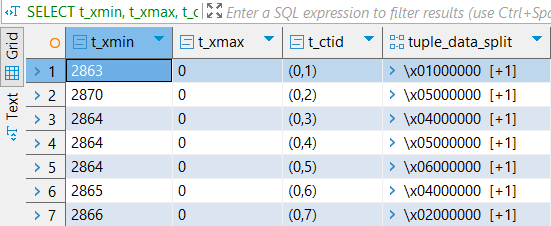 SELECT t_xmin, t_xmax, t_c Enter a SQL expression to filter results (use Ctrl+Spa
Grid
Text
t_xmin t_xmax t_ctid tuple_data_split
1 2863 0 (0,1) \x01000000 [+1]
2 2870 0 (0,2) \x05000000 [+1]
3 2864 0 (0,3) \x04000000 [+1]
4 2864 0 (0,4) \x05000000 [+1]
5 2864 0 (0,5) \x06000000 [+1]
6 2865 0 (0,6) \x04000000 [+1]
7 2866 0 (0,7) \x02000000 [+1]